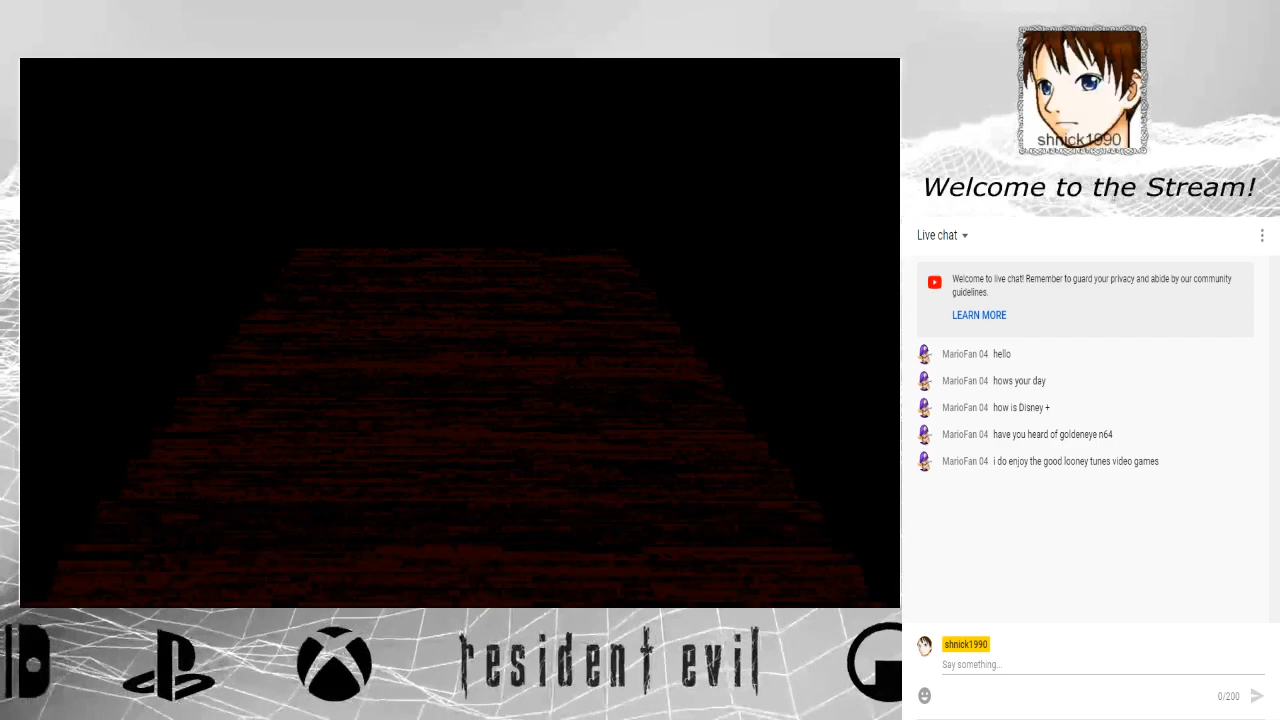 shnick1990
Welcome to the Stream!
Live chat
Welcome to live chat! Remember to guard your privacy and abide by our community
guidelines.
LEARN MORE
MarioFan 04 hello
MarioFan 04 hows your day
MarioFan 04 how is Disney +
MarioFan 04 have you heard of goldeneye n64
MarioFan 04 i do enjoy the good looney tunes video games
shnick1990
Say something...
0/200
resident evil